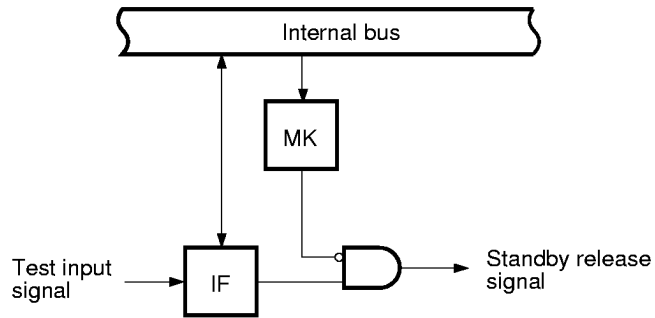 Internal bus
MK
Test input
signal
IF
Standby release
signal